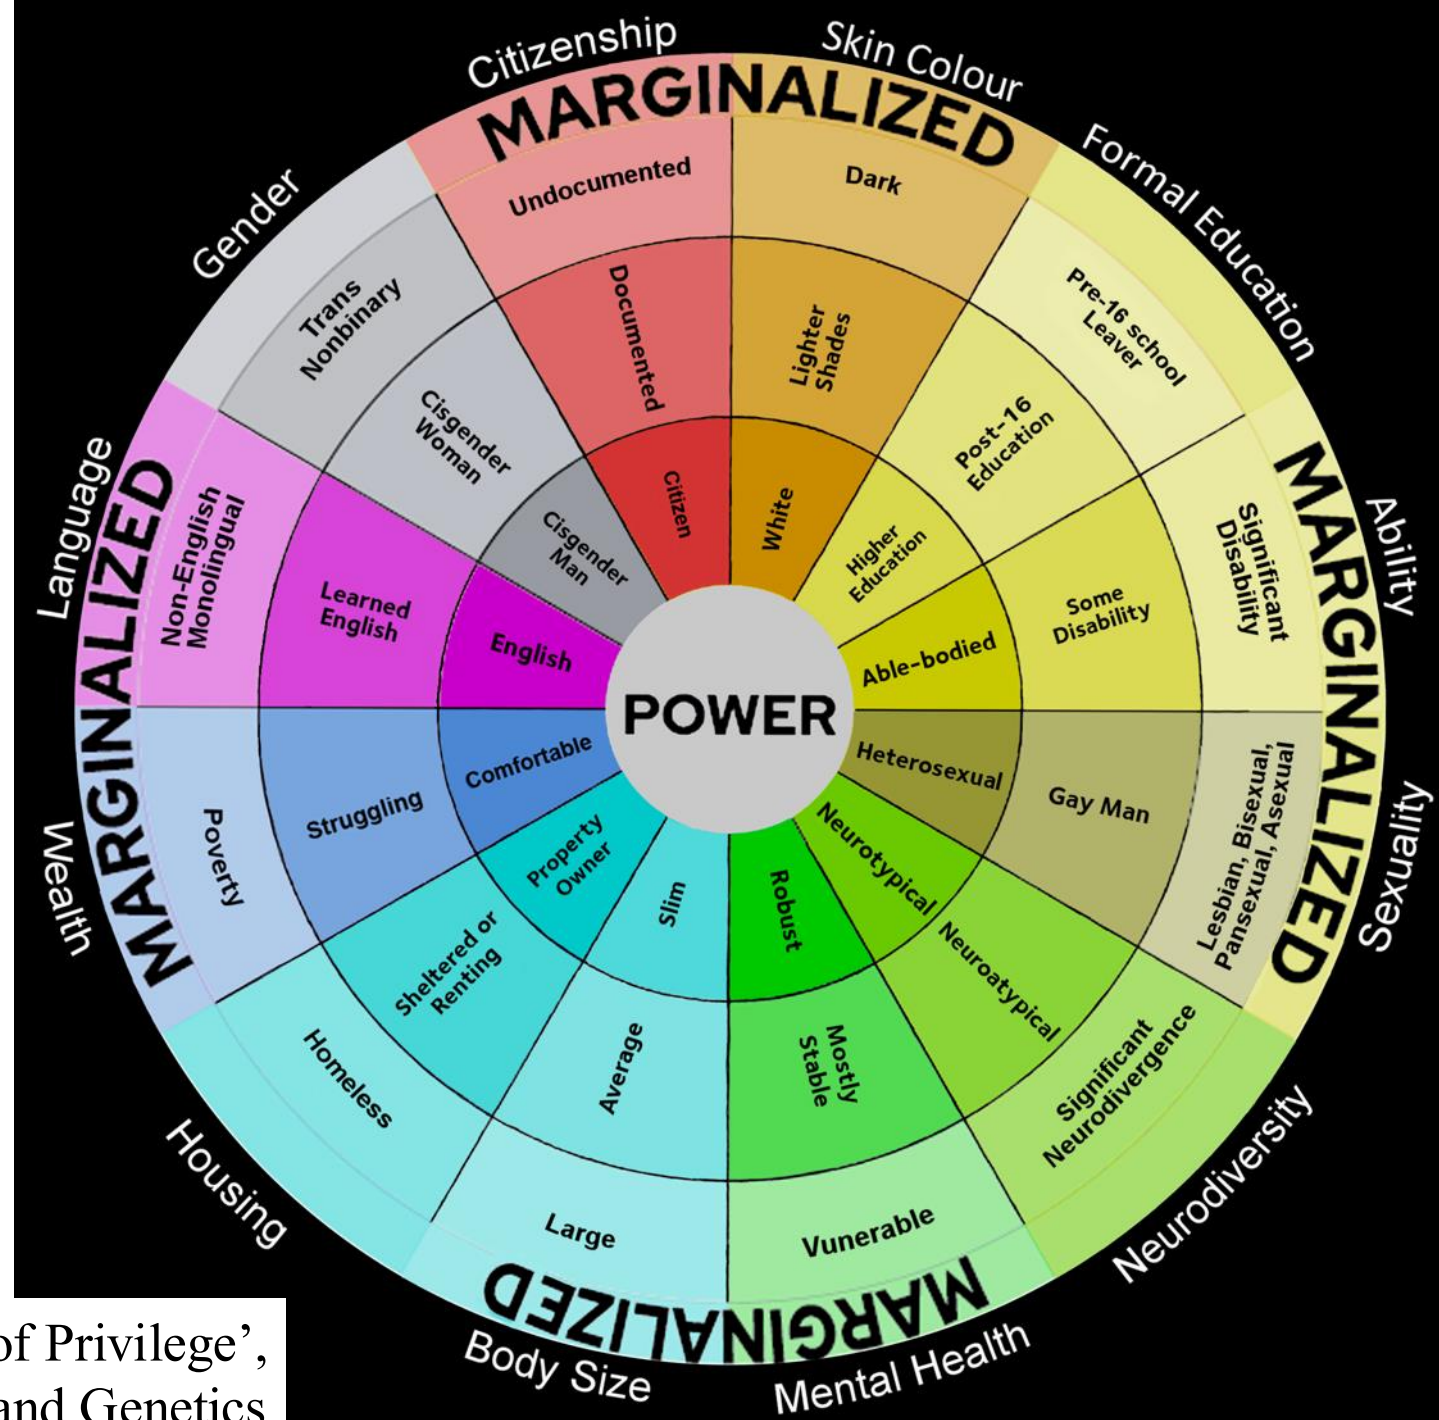 Citizenship
MARGINALIZED
Undocumented
Documented
Citizen
Skin Colour
Dark
Lighter
Shades
White
Formal Education
Pre-16 school
Leaver
Post-16
Education
Higher
Education
Ability
MARGINALIZED
Significant
Disability
Some
Disability
Able-bodied
Sexuality
Lesbian, Bisexual,
Pansexual, Asexual
Gay Man
Heterosexual
Neurodiversity
Significant
Neurodivergence
Neuroatypical
Neurotypical
Mental Health
MARGINALIZED
Vunerable
Mostly
Stable
Robust
Body Size
Large
Average
Slim
Housing
Homeless
Sheltered or
Renting
Property
Owner
Wealth
MARGINALIZED
Poverty
Struggling
Comfortable
Language
Non-English
Monolingual
Learned
English
English
Gender
Trans
Nonbinary
Cisgender
Woman
Cisgender
Man
POWER
of Privilege’,
and Genetics